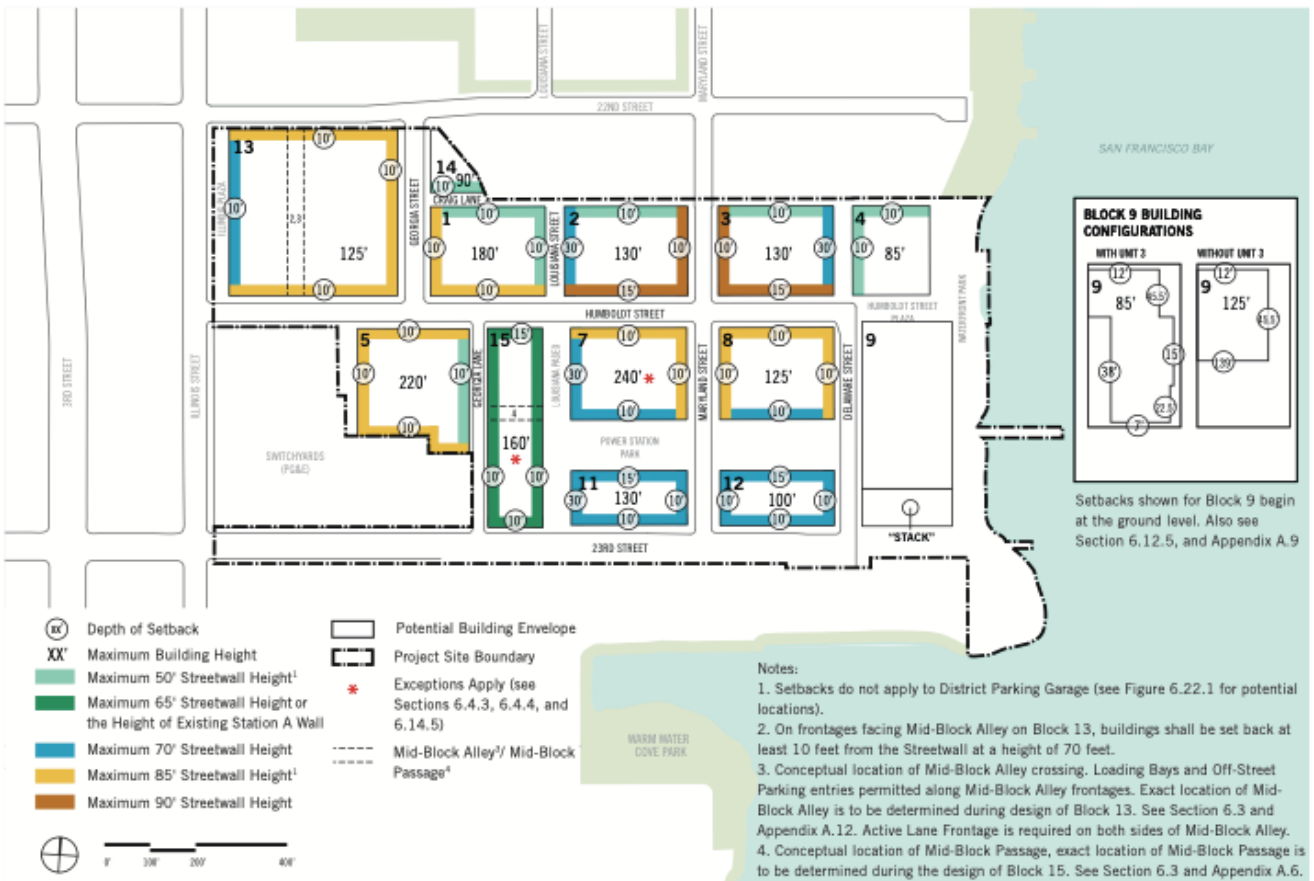 LOUISIANA STREET
MARYLAND STREET
22ND STREET
SAN FRANCISCO BAY
13
10'
10'
ILLINOIS PLAZA
10'
2,3
125'
10'
GEORGIA STREET
14
90'
10'
CRAIG LANE
1
10'
10'
180'
10'
10'
LOUISIANA STREET
2
10'
30'
130'
10'
15'
3
10'
10'
130'
30'
15'
4
10'
10'
85'
HUMBOLDT STREET
HUMBOLDT STREET
PLAZA
WATERFRONT PARK
3RD STREET
ILLINOIS STREET
5
10'
10'
220'
10'
10'
GEORGIA LANE
15
15'
4
160'
*
10'
10'
10'
LOUISIANA PASEO
7
10'
30'
240' *
10'
10'
MARYLAND STREET
8
10'
10'
125'
10'
10'
DELAWARE STREET
9
SWITCHYARDS
(PG&E)
POWER STATION
PARK
11
15'
30'
130'
10'
10'
12
15'
10'
100'
10'
10'
"STACK"
23RD STREET
BLOCK 9 BUILDING
CONFIGURATIONS
WITH UNIT 3
WITHOUT UNIT 3
12'
9
85'
38'
15'
22.5'
7'
12'
9
125'
139'
Setbacks shown for Block 9 begin
at the ground level. Also see
Section 6.12.5, and Appendix A.9
XX'
Depth of Setback
XX'
Maximum Building Height
Maximum 50' Streetwall Height1
Maximum 65' Streetwall Height or
the Height of Existing Station A Wall
Maximum 70' Streetwall Height
Maximum 85' Streetwall Height1
Maximum 90' Streetwall Height
0'
100'
200'
400'
Potential Building Envelope
Project Site Boundary
*
Exceptions Apply (see
Sections 6.4.3, 6.4.4, and
6.14.5)
Mid-Block Alley3/ Mid-Block
Passage4
WARM WATER
COVE PARK
Notes:
1. Setbacks do not apply to District Parking Garage (see Figure 6.22.1 for potential
locations).
2. On frontages facing Mid-Block Alley on Block 13, buildings shall be set back at
least 10 feet from the Streetwall at a height of 70 feet.
3. Conceptual location of Mid-Block Alley crossing. Loading Bays and Off-Street
Parking entries permitted along Mid-Block Alley frontages. Exact location of Mid-
Block Alley is to be determined during design of Block 13. See Section 6.3 and
Appendix A.12. Active Lane Frontage is required on both sides of Mid-Block Alley.
4. Conceptual location of Mid-Block Passage, exact location of Mid-Block Passage is
to be determined during the design of Block 15. See Section 6.3 and Appendix A.6.